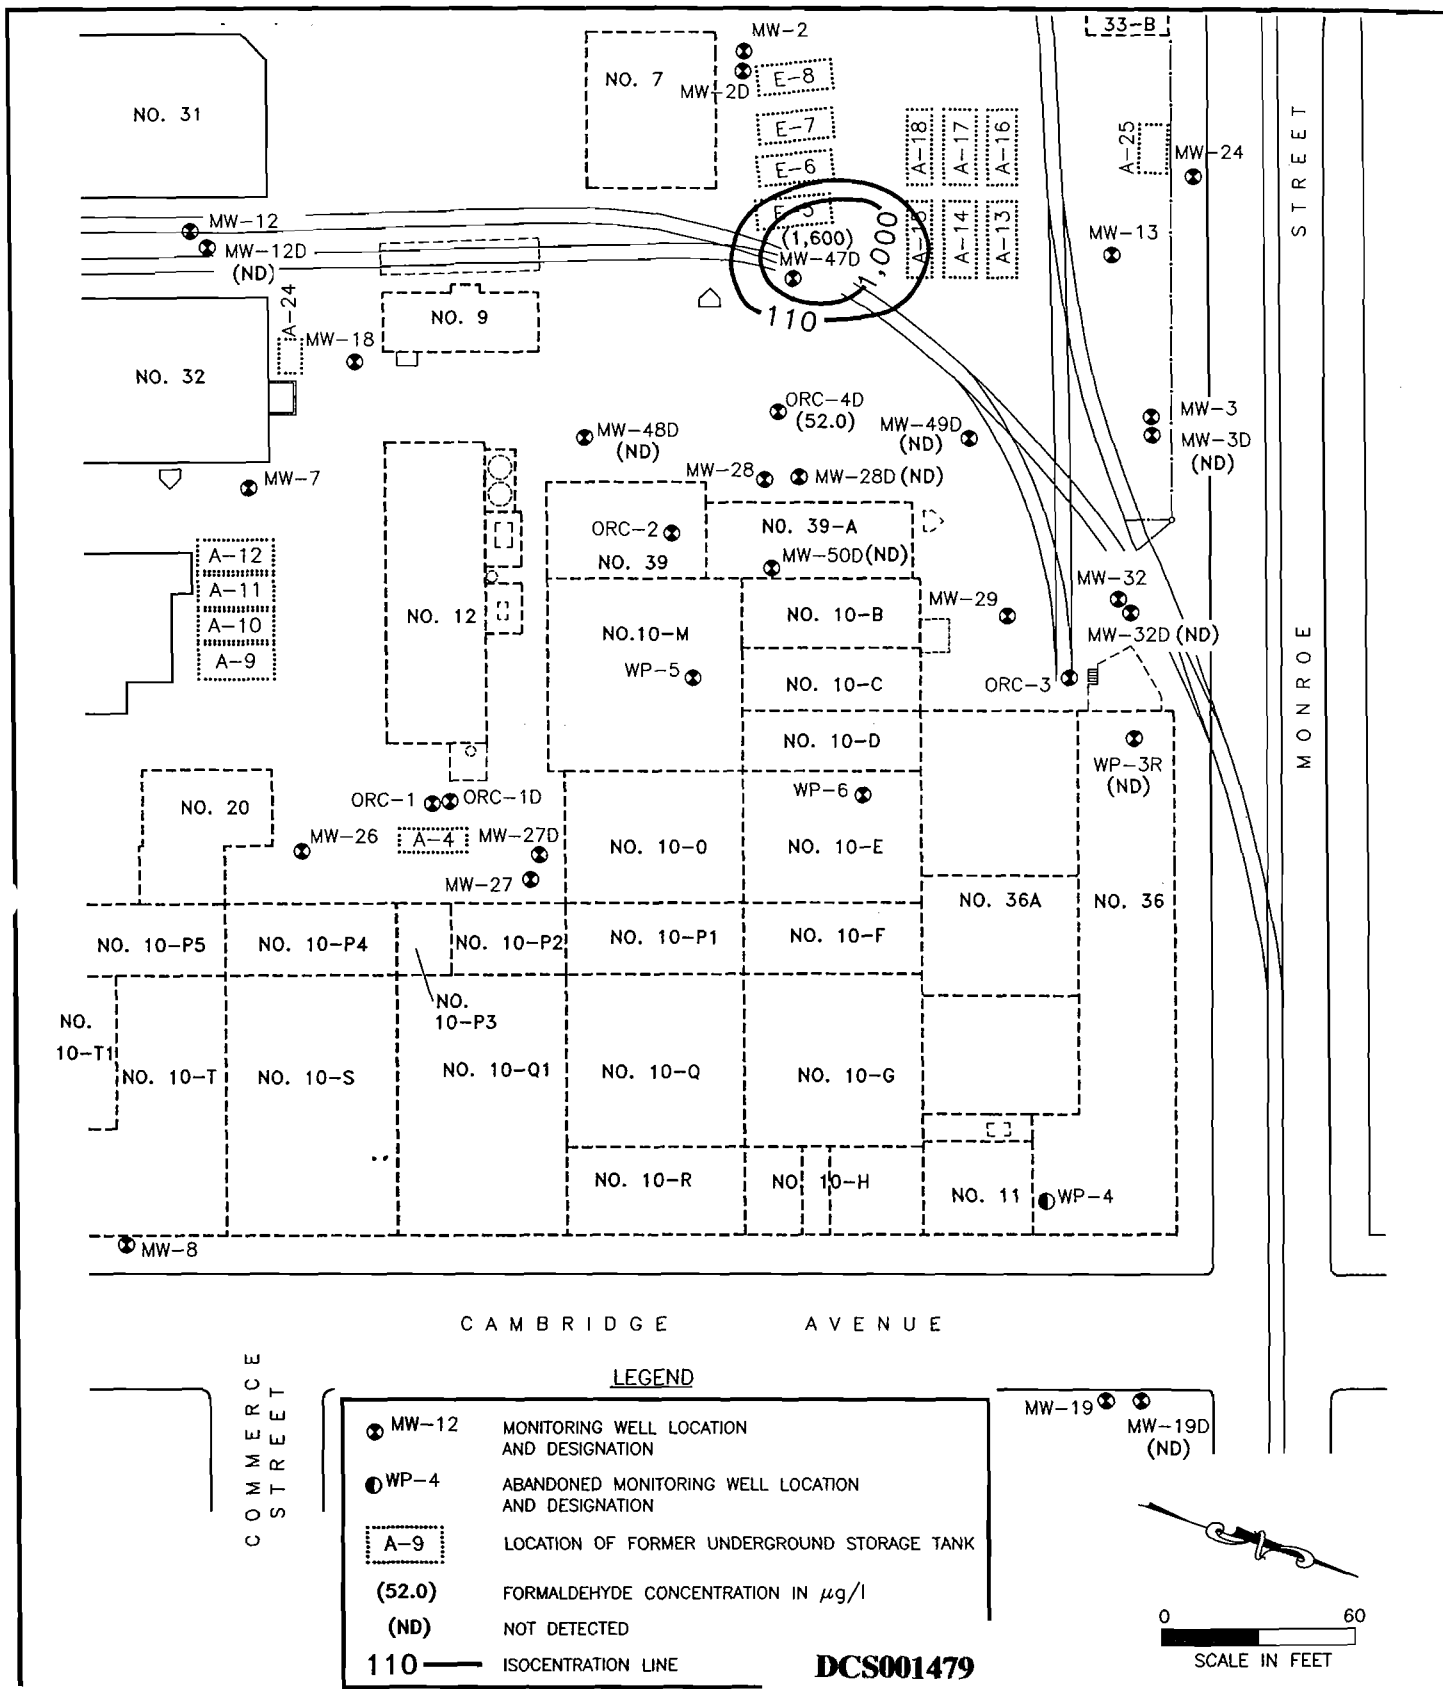 33-B
MW-2
NO. 7
MW-2D
E-8
NO. 31
E-7
A-18
A-17
A-16
A-25
MW-24
STREET
E-6
E-5
1,000
A-15
A-14
A-13
MW-12
MW-13
(1,600)
MW-12D
(ND)
MW-47D
A-24
NO. 9
110
MW-18
NO. 32
ORC-4D
(52.0)
MW-3
MW-48D
(ND)
MW-49D
(ND)
MW-3D
(ND)
MW-7
MW-28
MW-28D (ND)
ORC-2
NO. 39-A
A-12
NO. 39
MW-50D(ND)
A-11
MW-32
A-10
NO. 12
NO.10-M
NO. 10-B
MW-29
MW-32D (ND)
A-9
WP-5
NO. 10-C
ORC-3
MONROE
NO. 10-D
WP-3R
(ND)
NO. 20
ORC-1
ORC-1D
WP-6
MW-26
A-4
MW-27D
NO. 10-O
NO. 10-E
MW-27
NO. 36A
NO. 36
NO. 10-P5
NO. 10-P4
NO. 10-P2
NO. 10-P1
NO. 10-F
NO.
10-P3
NO.
10-T1
NO. 10-T
NO. 10-S
NO. 10-Q1
NO. 10-Q
NO. 10-G
NO. 10-R
NO. 10-H
NO. 11
WP-4
MW-8
CAMBRIDGE AVENUE
COMMERCE
STREET
LEGEND
MW-19
MW-19D
(ND)
MW-12 MONITORING WELL LOCATION
AND DESIGNATION
WP-4 ABANDONED MONITORING WELL LOCATION
AND DESIGNATION
A-9 LOCATION OF FORMER UNDERGROUND STORAGE TANK
(52.0) FORMALDEHYDE CONCENTRATION IN µg/l
(ND) NOT DETECTED
110 ISOCENTRATION LINE
DCS001479
0 60
SCALE IN FEET